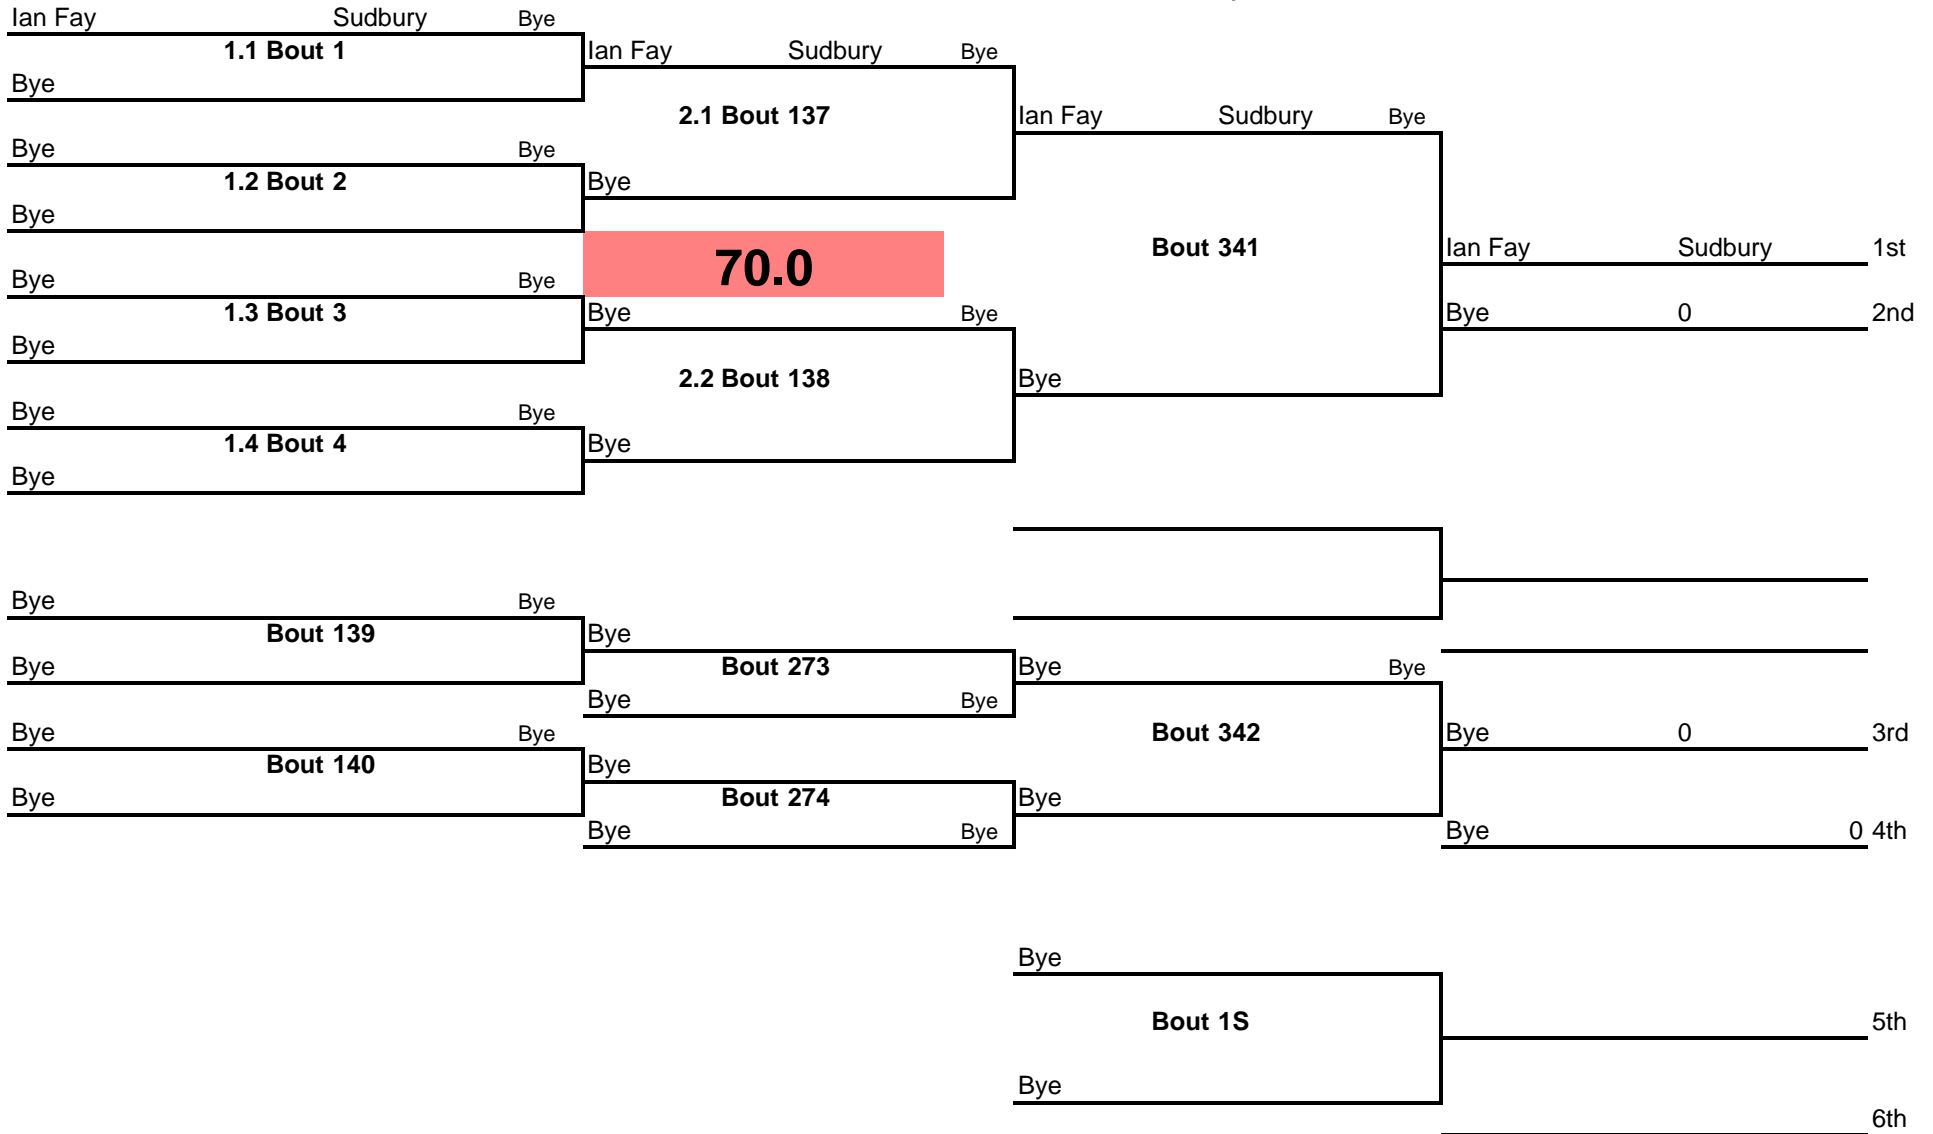 Ian Fay Sudbury Bye
1.1 Bout 1
Ian Fay Sudbury Bye
Bye
2.1 Bout 137
Ian Fay Sudbury Bye
Bye Bye
1.2 Bout 2
Bye
Bye
70.0
Bout 341
Ian Fay Sudbury 1st
Bye Bye
1.3 Bout 3
Bye Bye
Bye 0 2nd
Bye
2.2 Bout 138
Bye
Bye Bye
1.4 Bout 4
Bye
Bye
Bye Bye
Bout 139
Bye
Bye
Bout 273
Bye Bye
Bye Bye
Bye Bye
Bout 342
Bye 0 3rd
Bout 140
Bye
Bye
Bout 274
Bye
Bye Bye
Bye 0 4th
Bye
Bout 1S
5th
Bye
6th